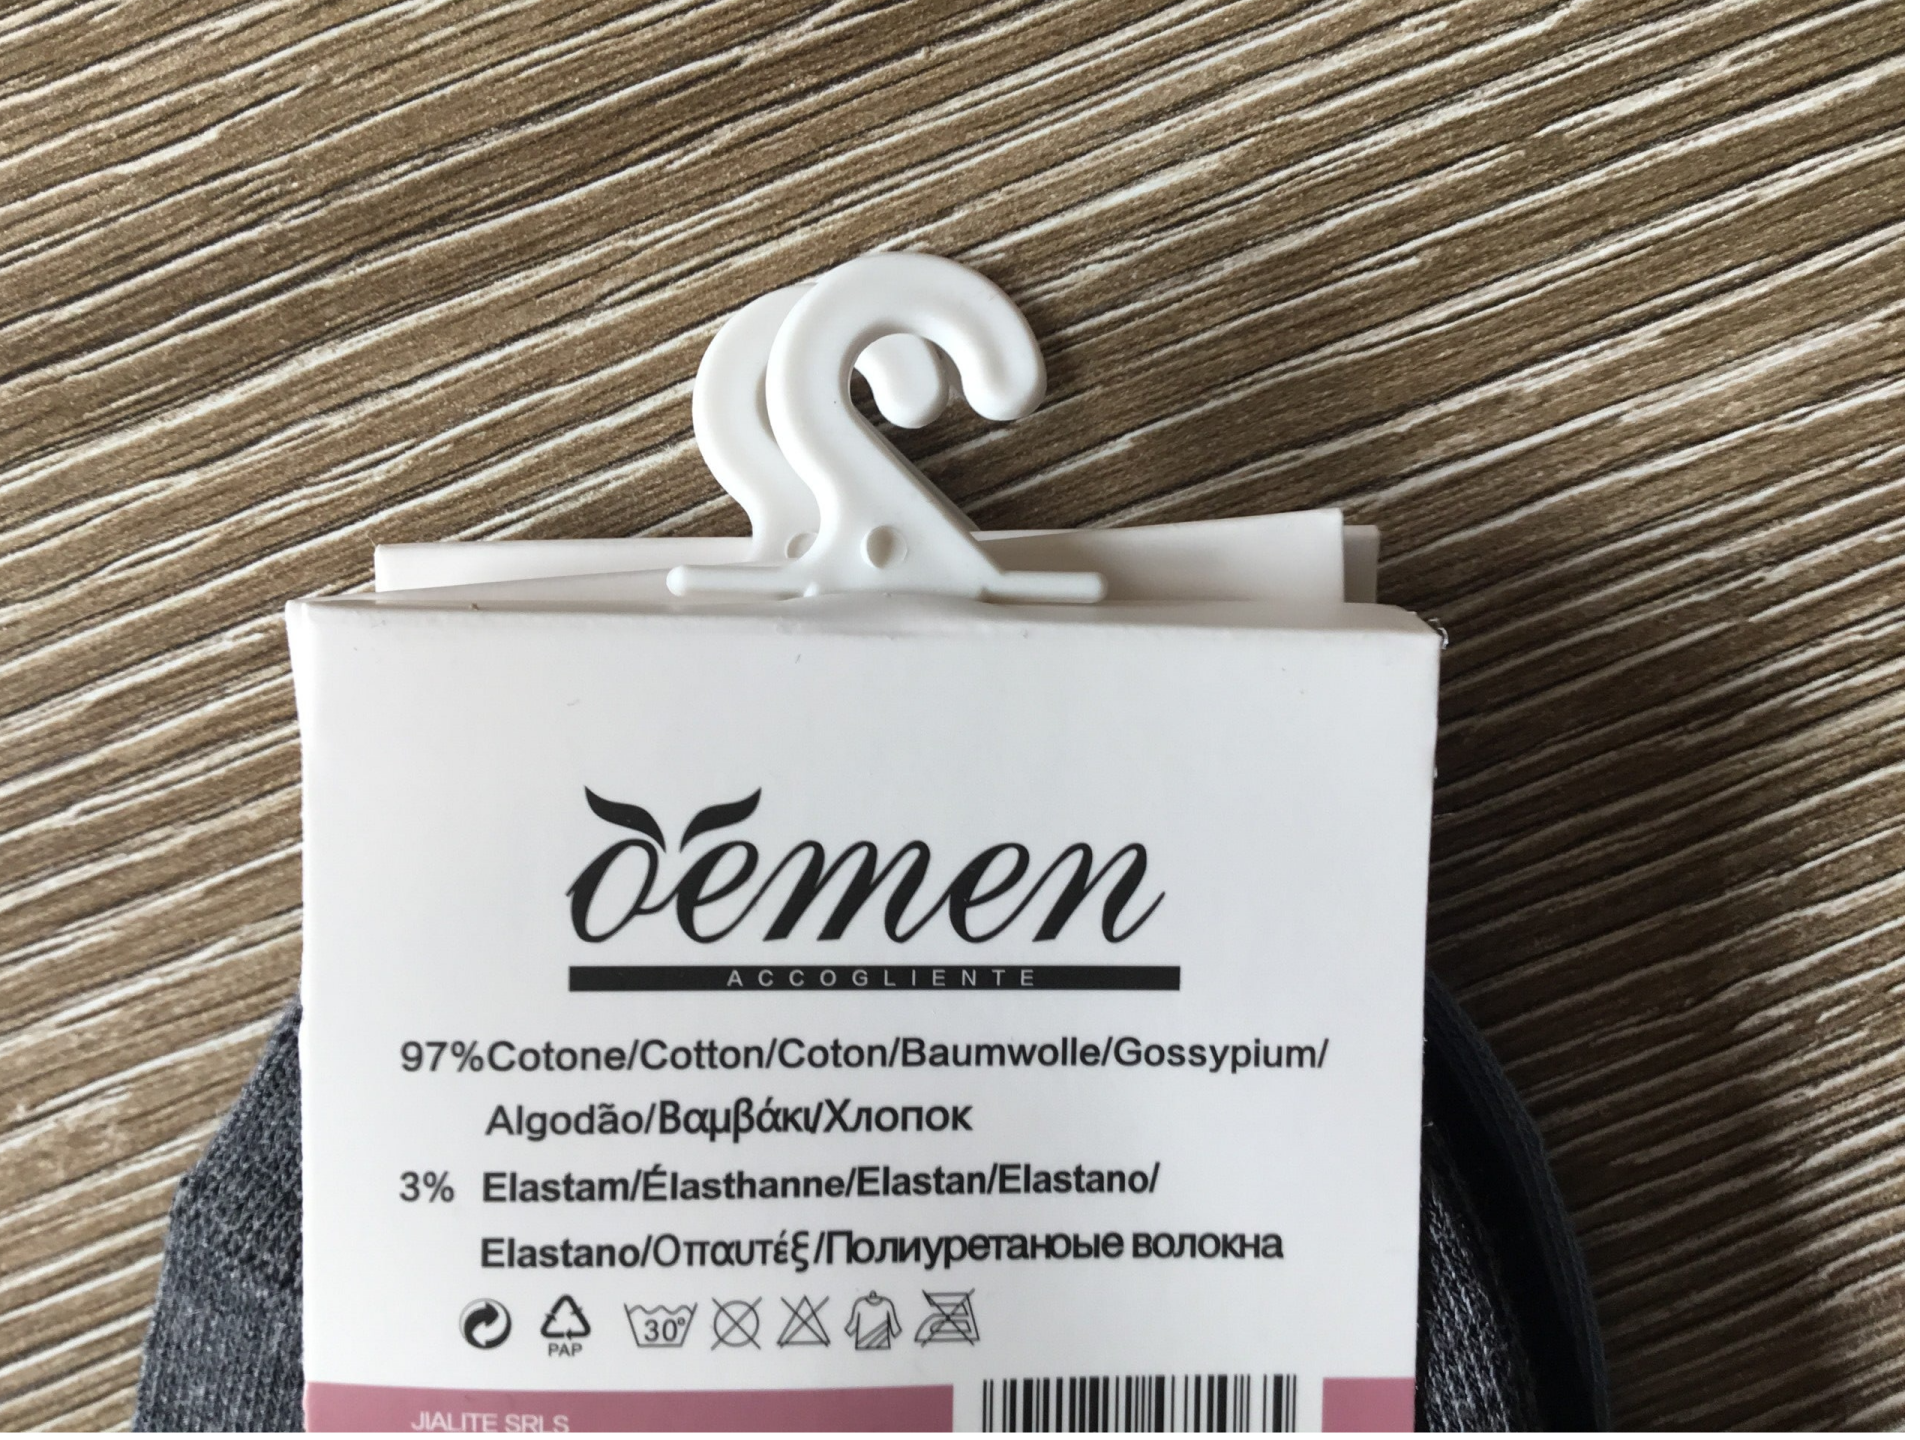 oemen
ACCOGLIENTE
97%Cotone/Cotton/Coton/Baumwolle/Gossypium/
Algodão/Βαμβάκι/Хлопок
3% Elastam/Élasthanne/Elastan/Elastano/
Elastano/Οπαυτέξ/Полиуретаноые волокна
30°
PAP
JIALITE SRLS